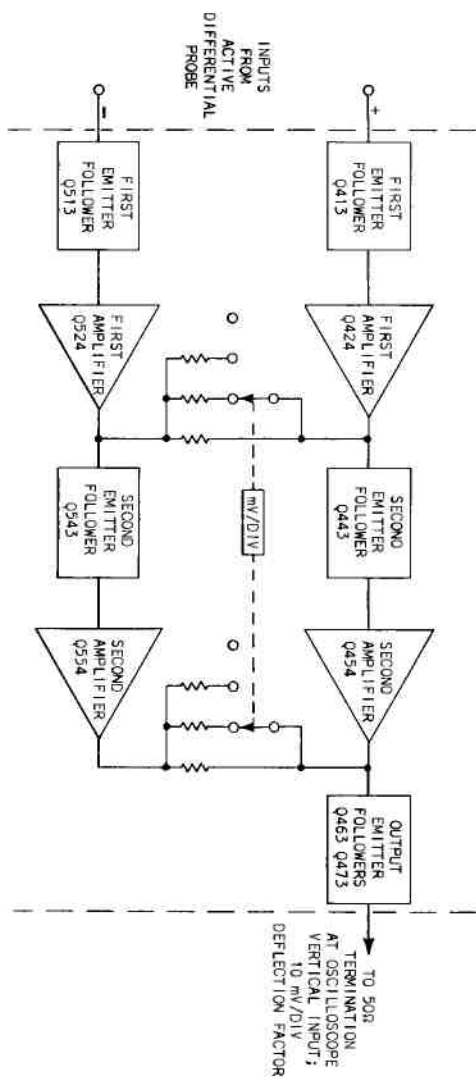 INPUTS
FROM
ACTIVE
DIFFERENTIAL
PROBE
+
FIRST
EMITTER
FOLLOWER
Q413
FIRST
AMPLIFIER
Q424
SECOND
EMITTER
FOLLOWER
Q443
SECOND
AMPLIFIER
Q454
OUTPUT
EMITTER
FOLLOWERS
Q463 Q473
TO 50Ω
TERMINATION
AT OSCILLOSCOPE
VERTICAL INPUT;
10 mV/DIV
DEFLECTION FACTOR
mV/DIV
-
FIRST
EMITTER
FOLLOWER
Q513
FIRST
AMPLIFIER
Q524
SECOND
EMITTER
FOLLOWER
Q543
SECOND
AMPLIFIER
Q554